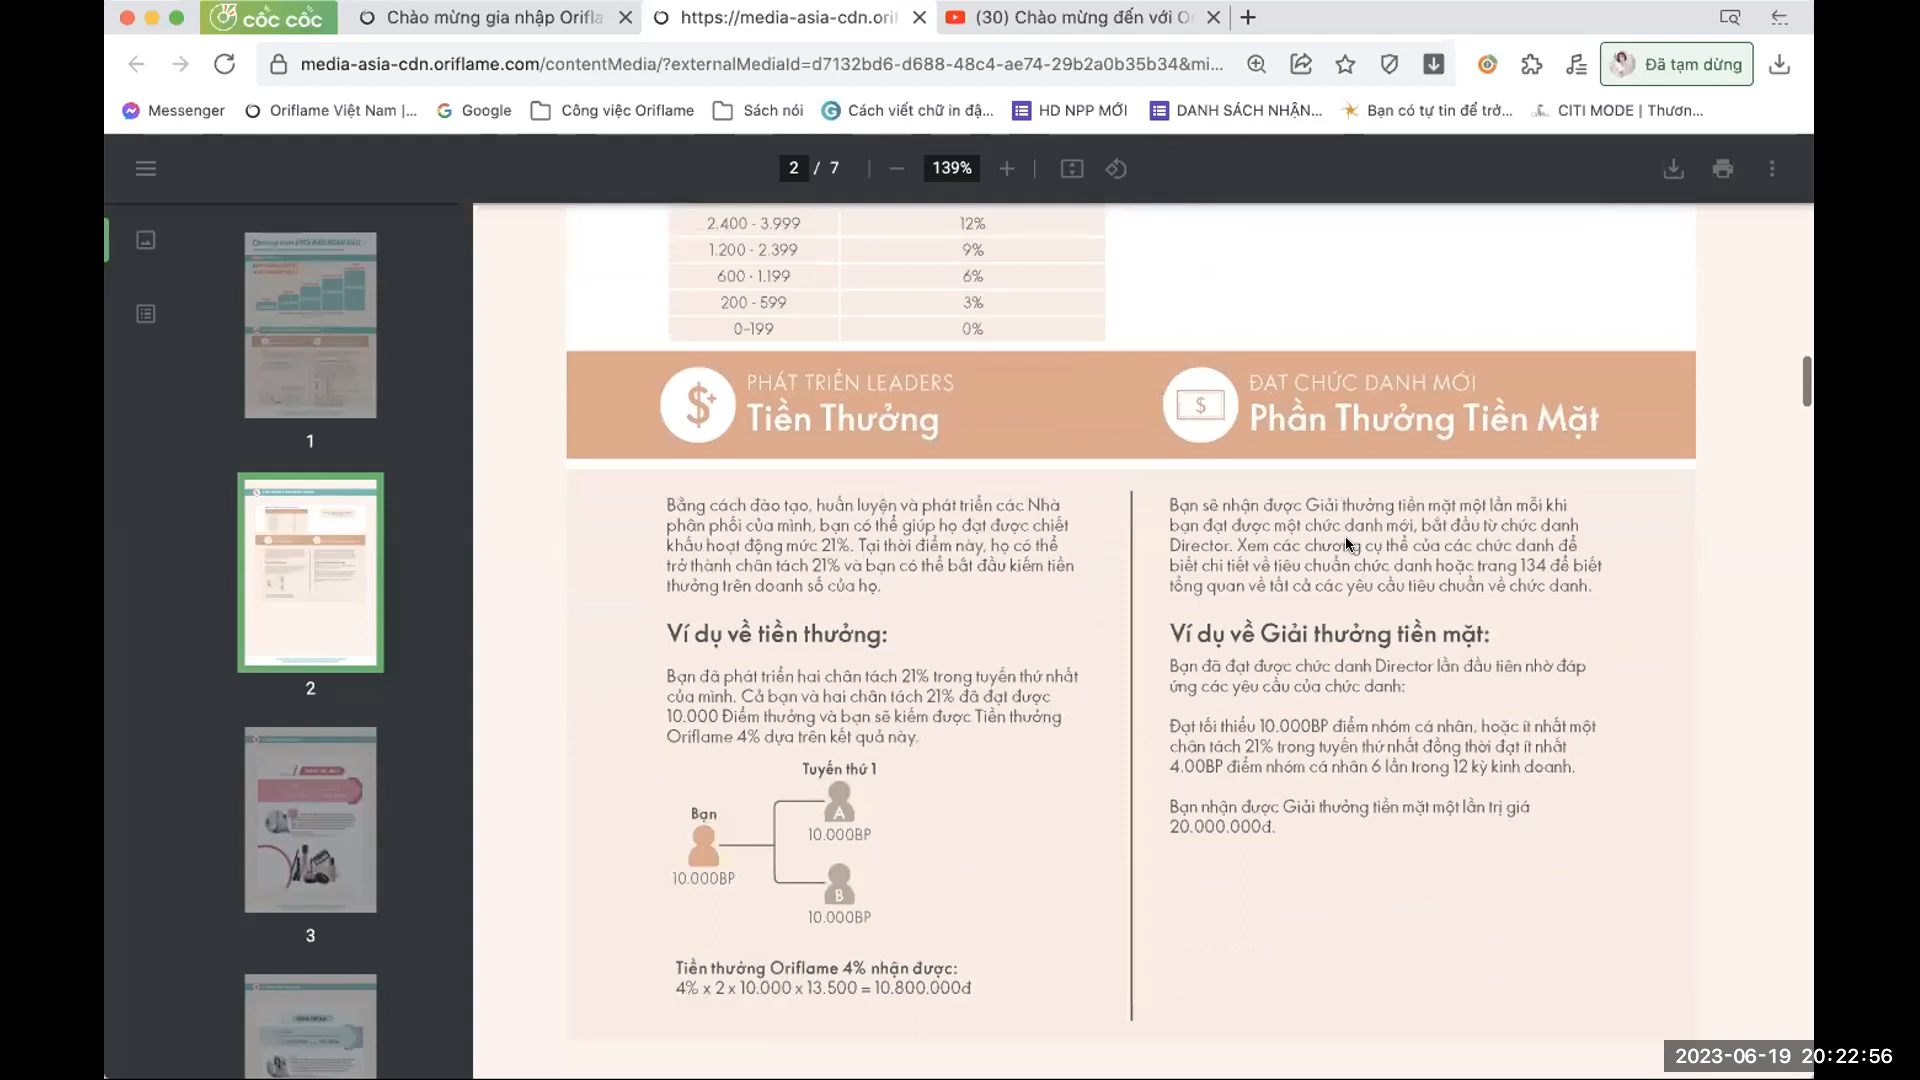 cốc cốc
Chào mừng gia nhập Orifla
https://media-asia-cdn.orif
(30) Chào mừng đến với O
media-asia-cdn.oriflame.com/contentMedia/?externalMediaId=d7132bd6-d688-48c4-ae74-29b2a0b35b34&mi...
Đã tạm dừng
Messenger
Oriflame Việt Nam |...
Google
Công việc Oriflame
Sách nói
Cách viết chữ in đậ...
HD NPP MỚI
DANH SÁCH NHẬN...
Bạn có tự tin để trở...
CITI MODE | Thươn...
2 / 7
139%
1
2
3
2.400 - 3.999 12%
1.200 - 2.399 9%
600 - 1.199 6%
200 - 599 3%
0-199 0%
PHÁT TRIỂN LEADERS
Tiền Thưởng
ĐẠT CHỨC DANH MỚI
Phần Thưởng Tiền Mặt
Bằng cách đào tạo, huấn luyện và phát triển các Nhà
phân phối của mình, bạn có thể giúp họ đạt được chiết
khấu hoạt động mức 21%. Tại thời điểm này, họ có thể
trở thành chân tách 21% và bạn có thể bắt đầu kiếm tiền
thưởng trên doanh số của họ.
Ví dụ về tiền thưởng:
Bạn đã phát triển hai chân tách 21% trong tuyến thứ nhất
của mình. Cả bạn và hai chân tách 21% đã đạt được
10.000 Điểm thưởng và bạn sẽ kiếm được Tiền thưởng
Oriflame 4% dựa trên kết quả này.
Tuyến thứ 1
Bạn
A
10.000BP
10.000BP
B
10.000BP
Tiền thưởng Oriflame 4% nhận được:
4% x 2 x 10.000 x 13.500 = 10.800.000đ
Bạn sẽ nhận được Giải thưởng tiền mặt một lần mỗi khi
bạn đạt được một chức danh mới, bắt đầu từ chức danh
Director. Xem các chương cụ thể của các chức danh để
biết chi tiết về tiêu chuẩn chức danh hoặc trang 134 để biết
tổng quan về tất cả các yêu cầu tiêu chuẩn về chức danh.
Ví dụ về Giải thưởng tiền mặt:
Bạn đã đạt được chức danh Director lần đầu tiên nhờ đáp
ứng các yêu cầu của chức danh:
Đạt tối thiểu 10.000BP điểm nhóm cá nhân, hoặc ít nhất một
chân tách 21% trong tuyến thứ nhất đồng thời đạt ít nhất
4.00BP điểm nhóm cá nhân 6 lần trong 12 kỳ kinh doanh.
Bạn nhận được Giải thưởng tiền mặt một lần trị giá
20.000.000đ.
2023-06-19 20:22:56